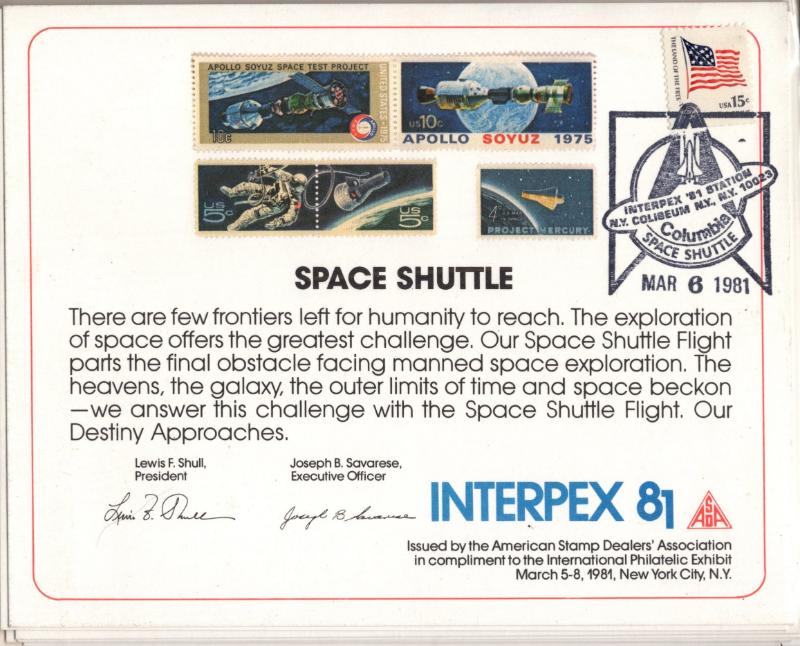 APOLLO SOYUZ SPACE TEST PROJECT
UNITED STATES · 1975
10c
US 10c
APOLLO SOYUZ 1975
THE LAND OF THE FREE
USA 15c
US
5c
US
5c
4¢
PROJECT MERCURY
INTERPEX '81 STATION
N.Y. COLISEUM N.Y., N.Y. 10023
Columbia
SPACE SHUTTLE
MAR 6 1981
SPACE SHUTTLE
There are few frontiers left for humanity to reach. The exploration
of space offers the greatest challenge. Our Space Shuttle Flight
parts the final obstacle facing manned space exploration. The
heavens, the galaxy, the outer limits of time and space beckon
—we answer this challenge with the Space Shuttle Flight. Our
Destiny Approaches.
Lewis F. Shull,
President
Joseph B. Savarese,
Executive Officer
Lewis F. Shull
Joseph B Savarese
INTERPEX 81
ASDA
Issued by the American Stamp Dealers' Association
in compliment to the International Philatelic Exhibit
March 5-8, 1981, New York City, N.Y.